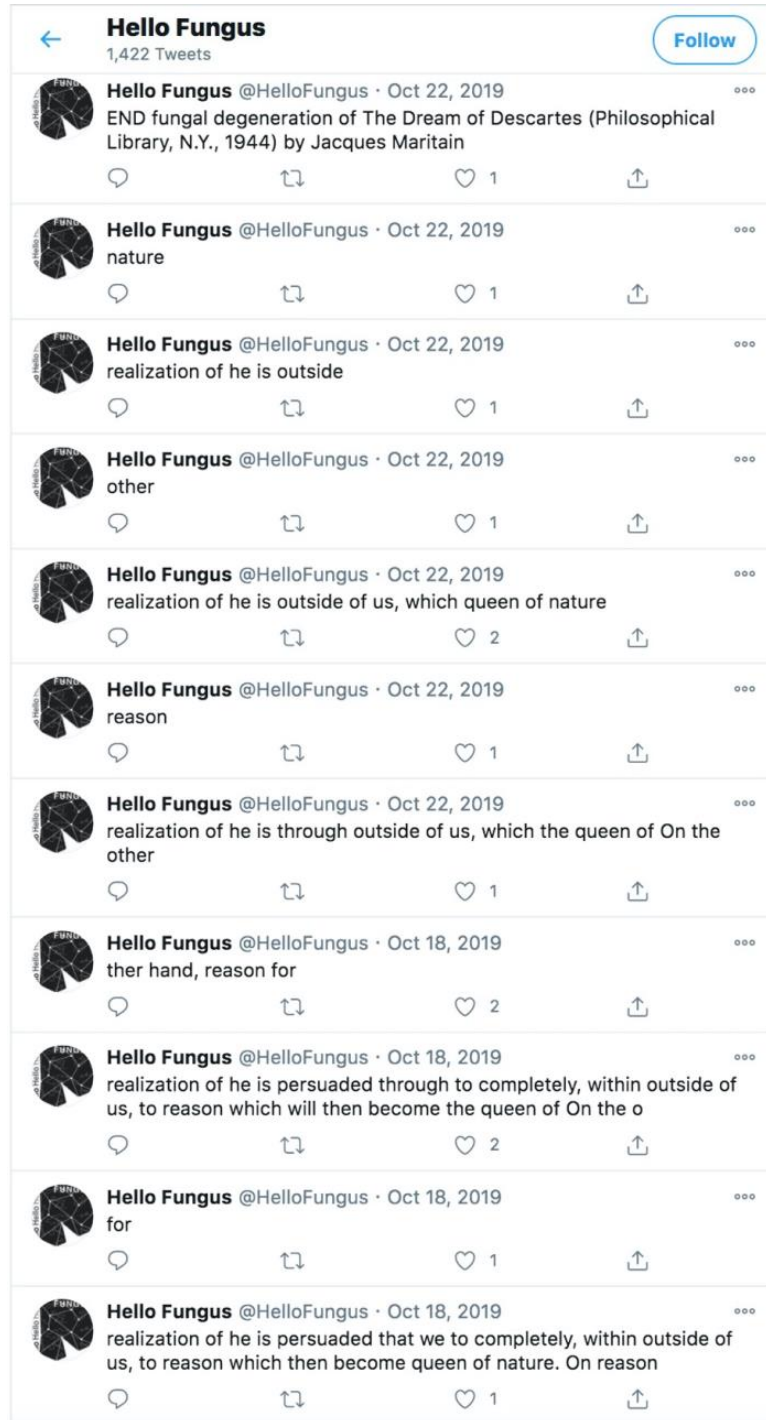 Hello Fungus
1,422 Tweets
Follow
Hello Fungus @HelloFungus · Oct 22, 2019
END fungal degeneration of The Dream of Descartes (Philosophical
Library, N.Y., 1944) by Jacques Maritain
1
Hello Fungus @HelloFungus · Oct 22, 2019
nature
1
Hello Fungus @HelloFungus · Oct 22, 2019
realization of he is outside
1
Hello Fungus @HelloFungus · Oct 22, 2019
other
1
Hello Fungus @HelloFungus · Oct 22, 2019
realization of he is outside of us, which queen of nature
2
Hello Fungus @HelloFungus · Oct 22, 2019
reason
1
Hello Fungus @HelloFungus · Oct 22, 2019
realization of he is through outside of us, which the queen of On the
other
1
Hello Fungus @HelloFungus · Oct 18, 2019
ther hand, reason for
2
Hello Fungus @HelloFungus · Oct 18, 2019
realization of he is persuaded through to completely, within outside of
us, to reason which will then become the queen of On the o
2
Hello Fungus @HelloFungus · Oct 18, 2019
for
1
Hello Fungus @HelloFungus · Oct 18, 2019
realization of he is persuaded that we to completely, within outside of
us, to reason which then become queen of nature. On reason
1